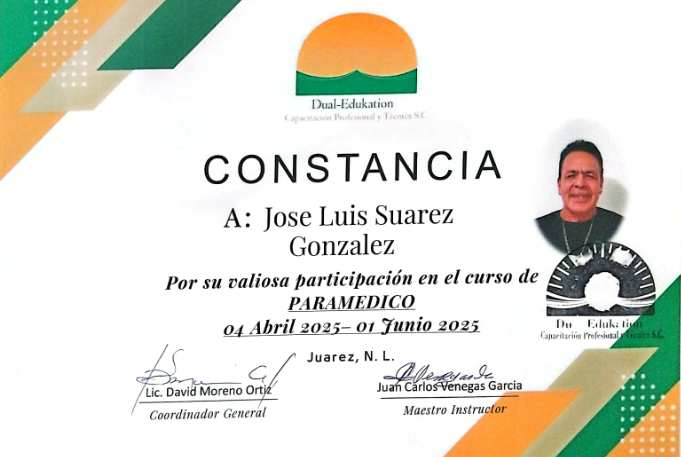 Dual-Edukation
Capacitación Profesional y Técnica S.C
CONSTANCIA
A: Jose Luis Suarez
Gonzalez
Por su valiosa participación en el curso de
PARAMEDICO
04 Abril 2025– 01 Junio 2025
Du Edukation
Capacitación Profesional y Técnica S.C.
Juarez, N. L.
Lic. David Moreno Ortiz
Coordinador General
Juan Carlos Venegas Garcia
Maestro Instructor